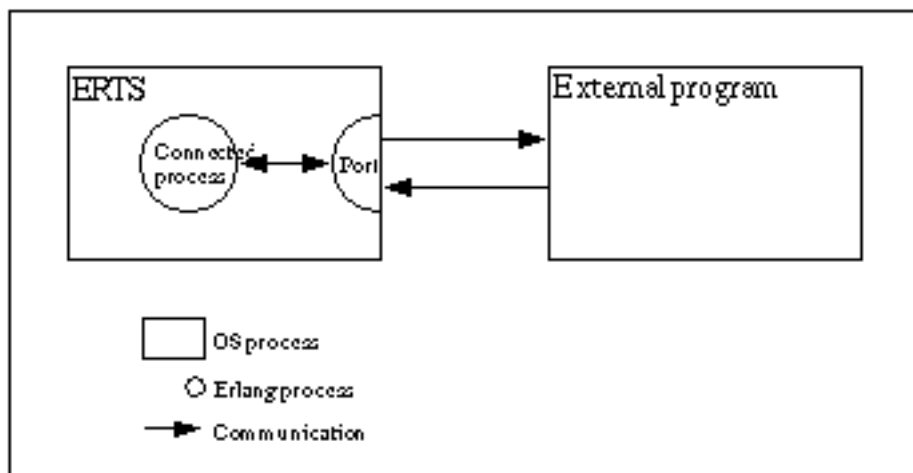 ERTS
External program
Connected
process
Port
OS process
Erlang process
Communication